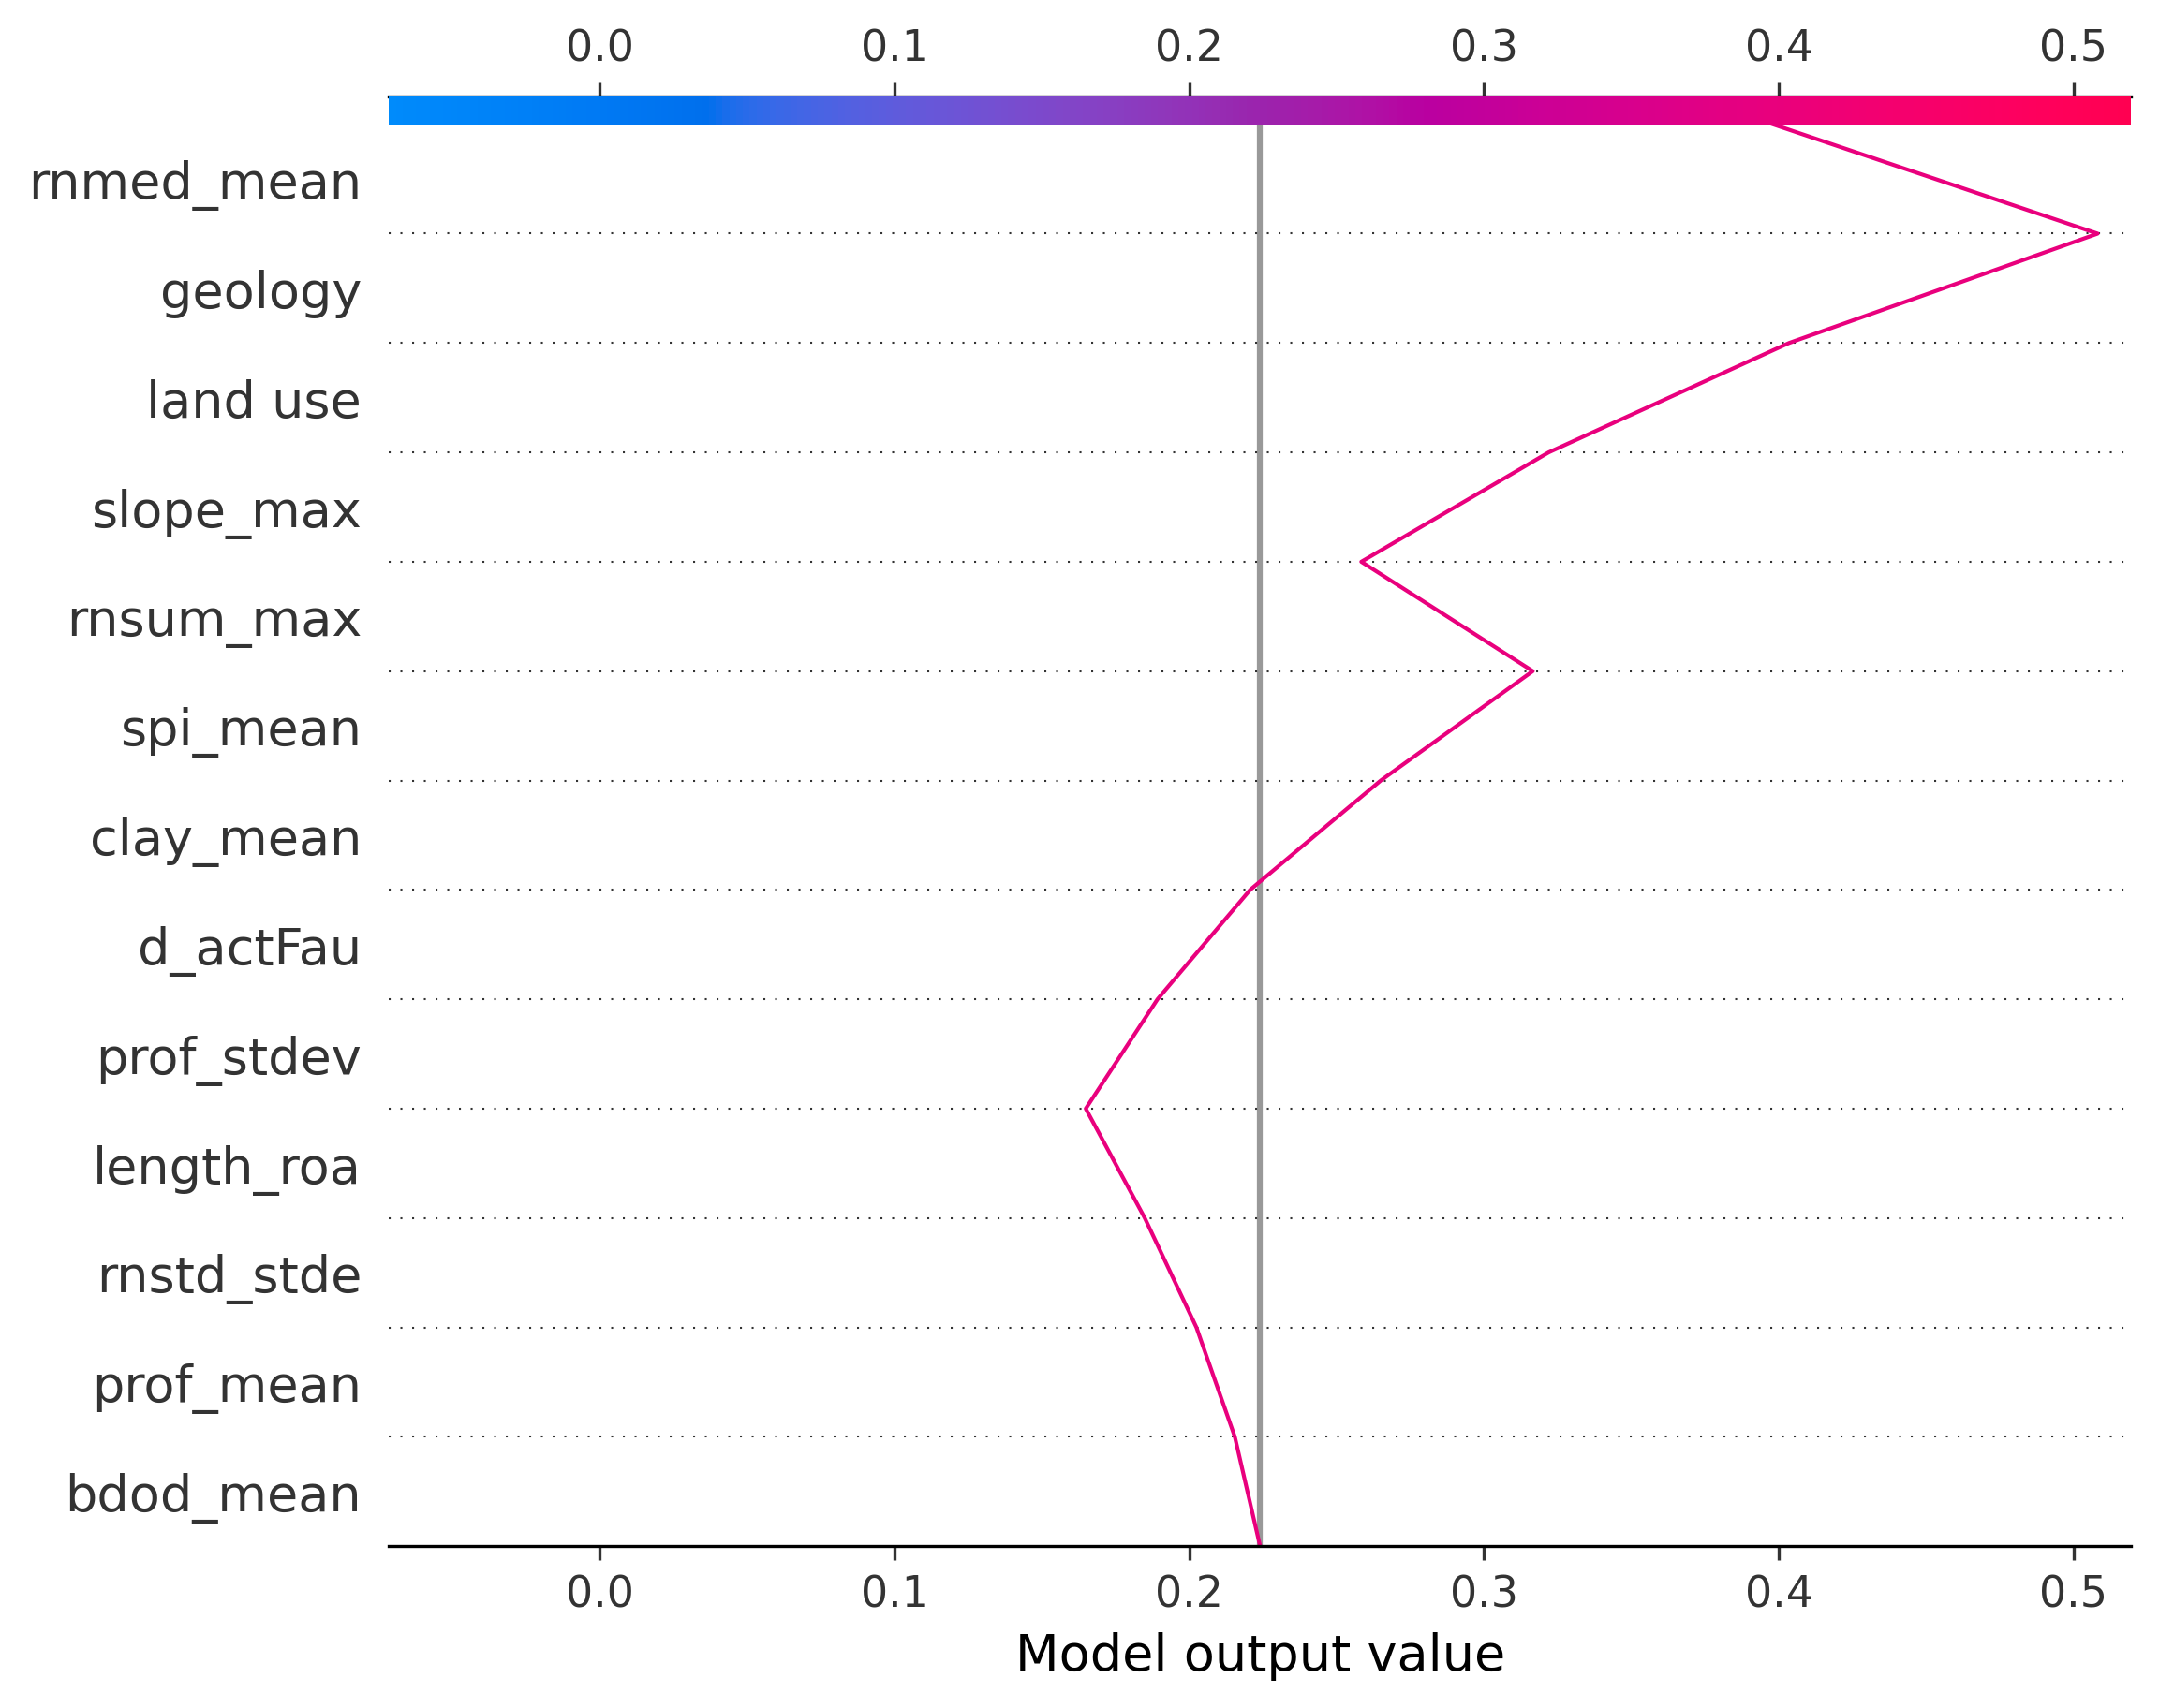 0.0 0.1 0.2 0.3 0.4 0.5
rnmed_mean
geology
land use
slope_max
rnsum_max
spi_mean
clay_mean
d_actFau
prof_stdev
length_roa
rnstd_stde
prof_mean
bdod_mean
0.0 0.1 0.2 0.3 0.4 0.5
Model output value